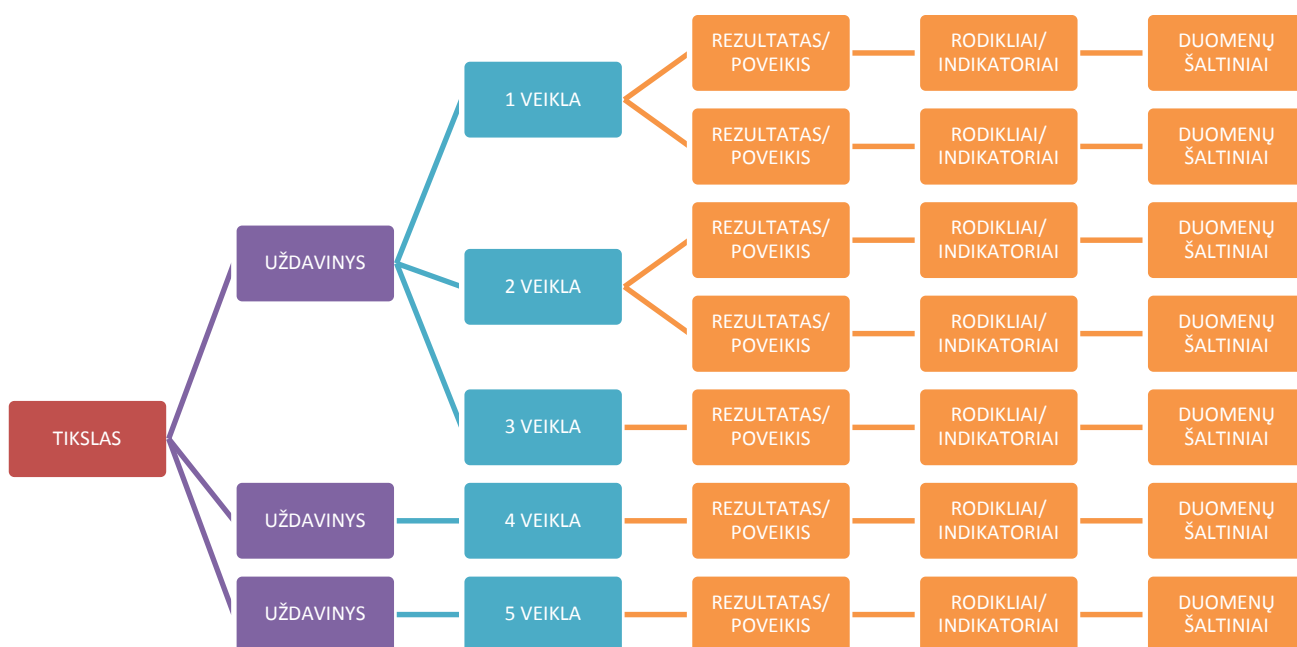 REZULTATAS/
POVEIKIS
RODIKLIAI/
INDIKATORIAI
DUOMENŲ
ŠALTINIAI
1 VEIKLA
REZULTATAS/
POVEIKIS
RODIKLIAI/
INDIKATORIAI
DUOMENŲ
ŠALTINIAI
UŽDAVINYS
REZULTATAS/
POVEIKIS
RODIKLIAI/
INDIKATORIAI
DUOMENŲ
ŠALTINIAI
2 VEIKLA
REZULTATAS/
POVEIKIS
RODIKLIAI/
INDIKATORIAI
DUOMENŲ
ŠALTINIAI
TIKSLAS
3 VEIKLA
REZULTATAS/
POVEIKIS
RODIKLIAI/
INDIKATORIAI
DUOMENŲ
ŠALTINIAI
UŽDAVINYS
4 VEIKLA
REZULTATAS/
POVEIKIS
RODIKLIAI/
INDIKATORIAI
DUOMENŲ
ŠALTINIAI
UŽDAVINYS
5 VEIKLA
REZULTATAS/
POVEIKIS
RODIKLIAI/
INDIKATORIAI
DUOMENŲ
ŠALTINIAI